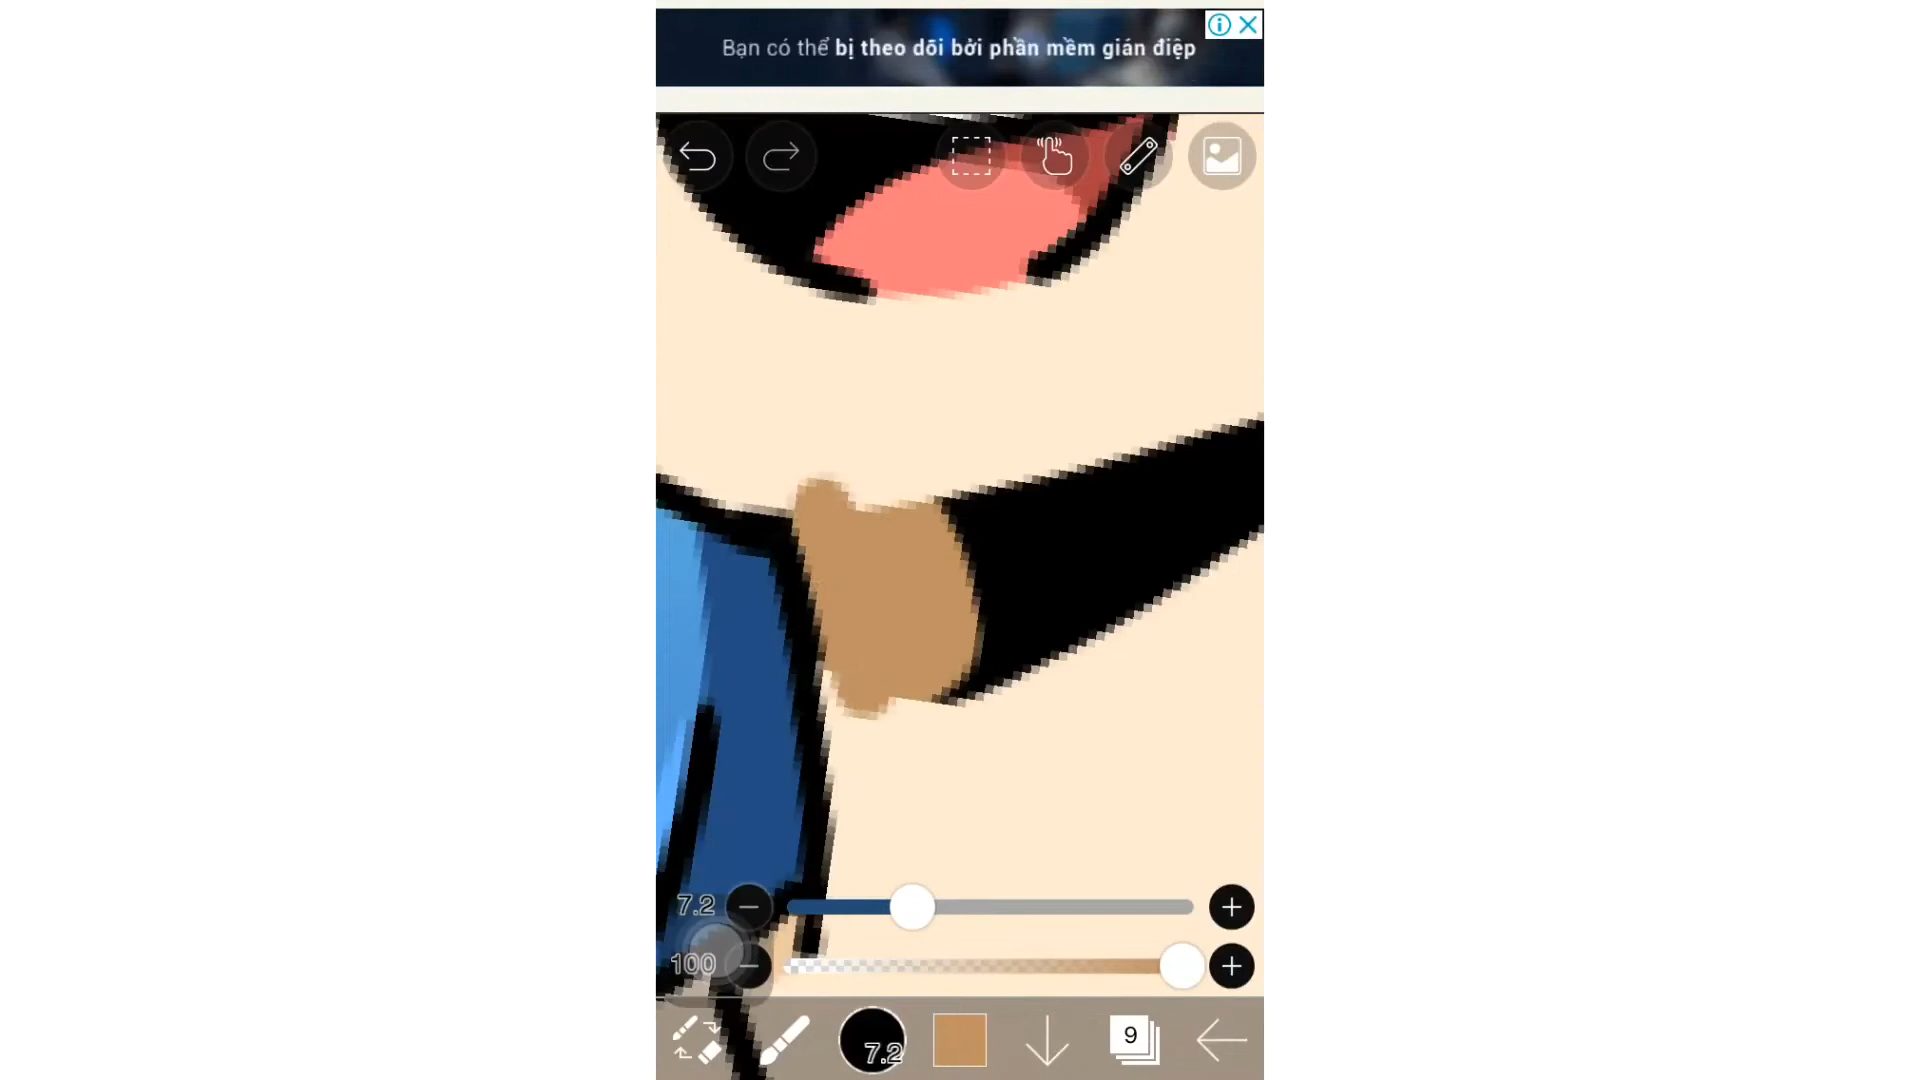 Bạn có thể bị theo dõi bởi phần mềm gián điệp
7.2
100
7.2
9